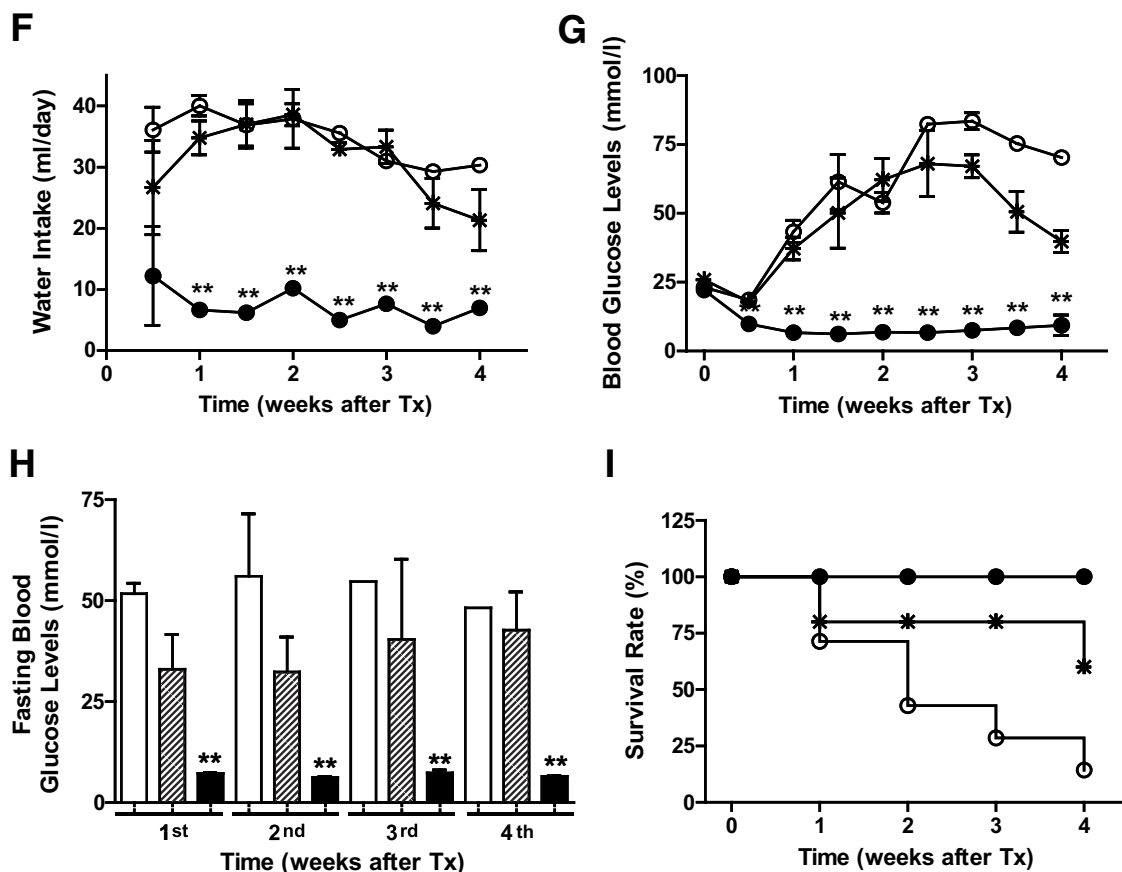 F
Water Intake (ml/day)
40
30
20
10
0
** ** ** ** ** ** **
0 1 2 3 4
Time (weeks after Tx)
G
Blood Glucose Levels (mmol/l)
100
75
50
25
0
** ** ** ** ** ** ** **
0 1 2 3 4
Time (weeks after Tx)
H
Fasting Blood
Glucose Levels (mmol/l)
75
50
25
0
** ** ** **
1st 2nd 3rd 4th
Time (weeks after Tx)
I
Survival Rate (%)
125
100
75
50
25
0
0 1 2 3 4
Time (weeks after Tx)